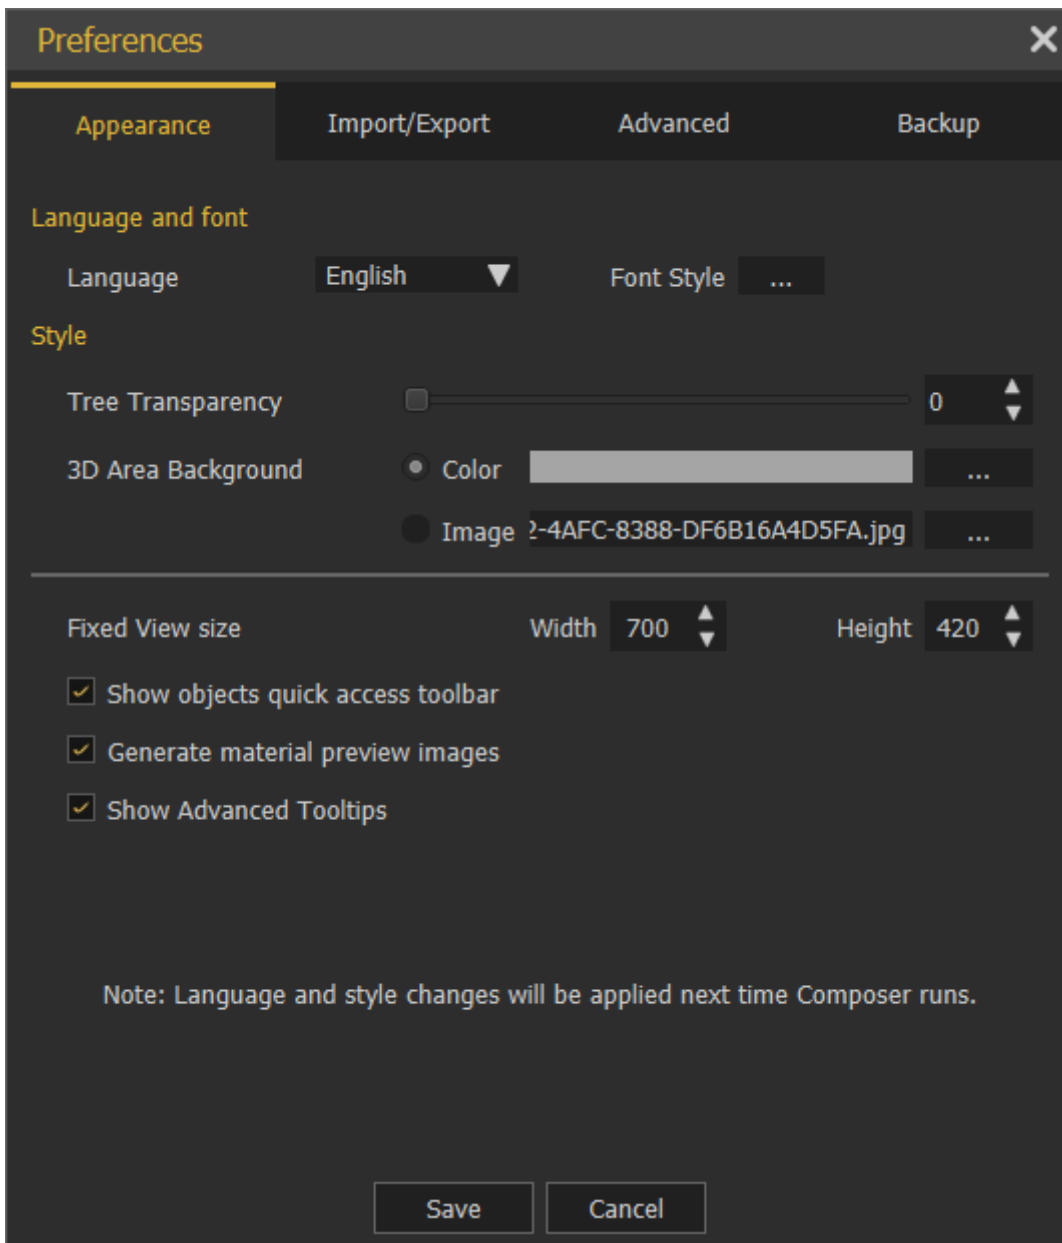 Preferences
Appearance Import/Export Advanced Backup
Language and font
Language English Font Style ...
Style
Tree Transparency 0
3D Area Background Color ...
Image 2-4AFC-8388-DF6B16A4D5FA.jpg ...
Fixed View size Width 700 Height 420
Show objects quick access toolbar
Generate material preview images
Show Advanced Tooltips
Note: Language and style changes will be applied next time Composer runs.
Save Cancel